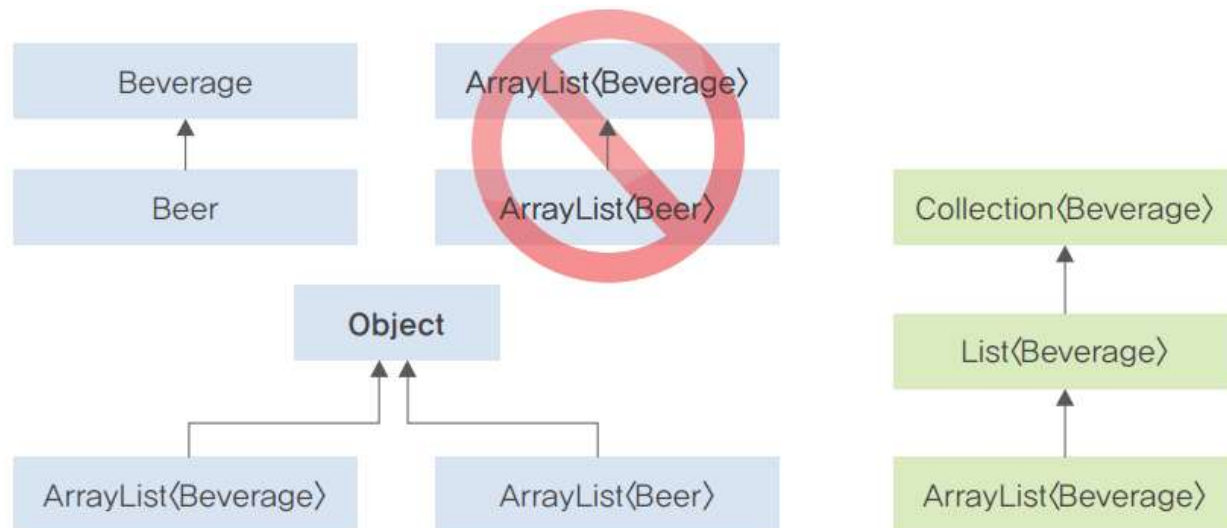 Beverage
ArrayList〈Beverage〉
Beer
ArrayList〈Beer〉
Collection〈Beverage〉
Object
List〈Beverage〉
ArrayList〈Beverage〉
ArrayList〈Beer〉
ArrayList〈Beverage〉